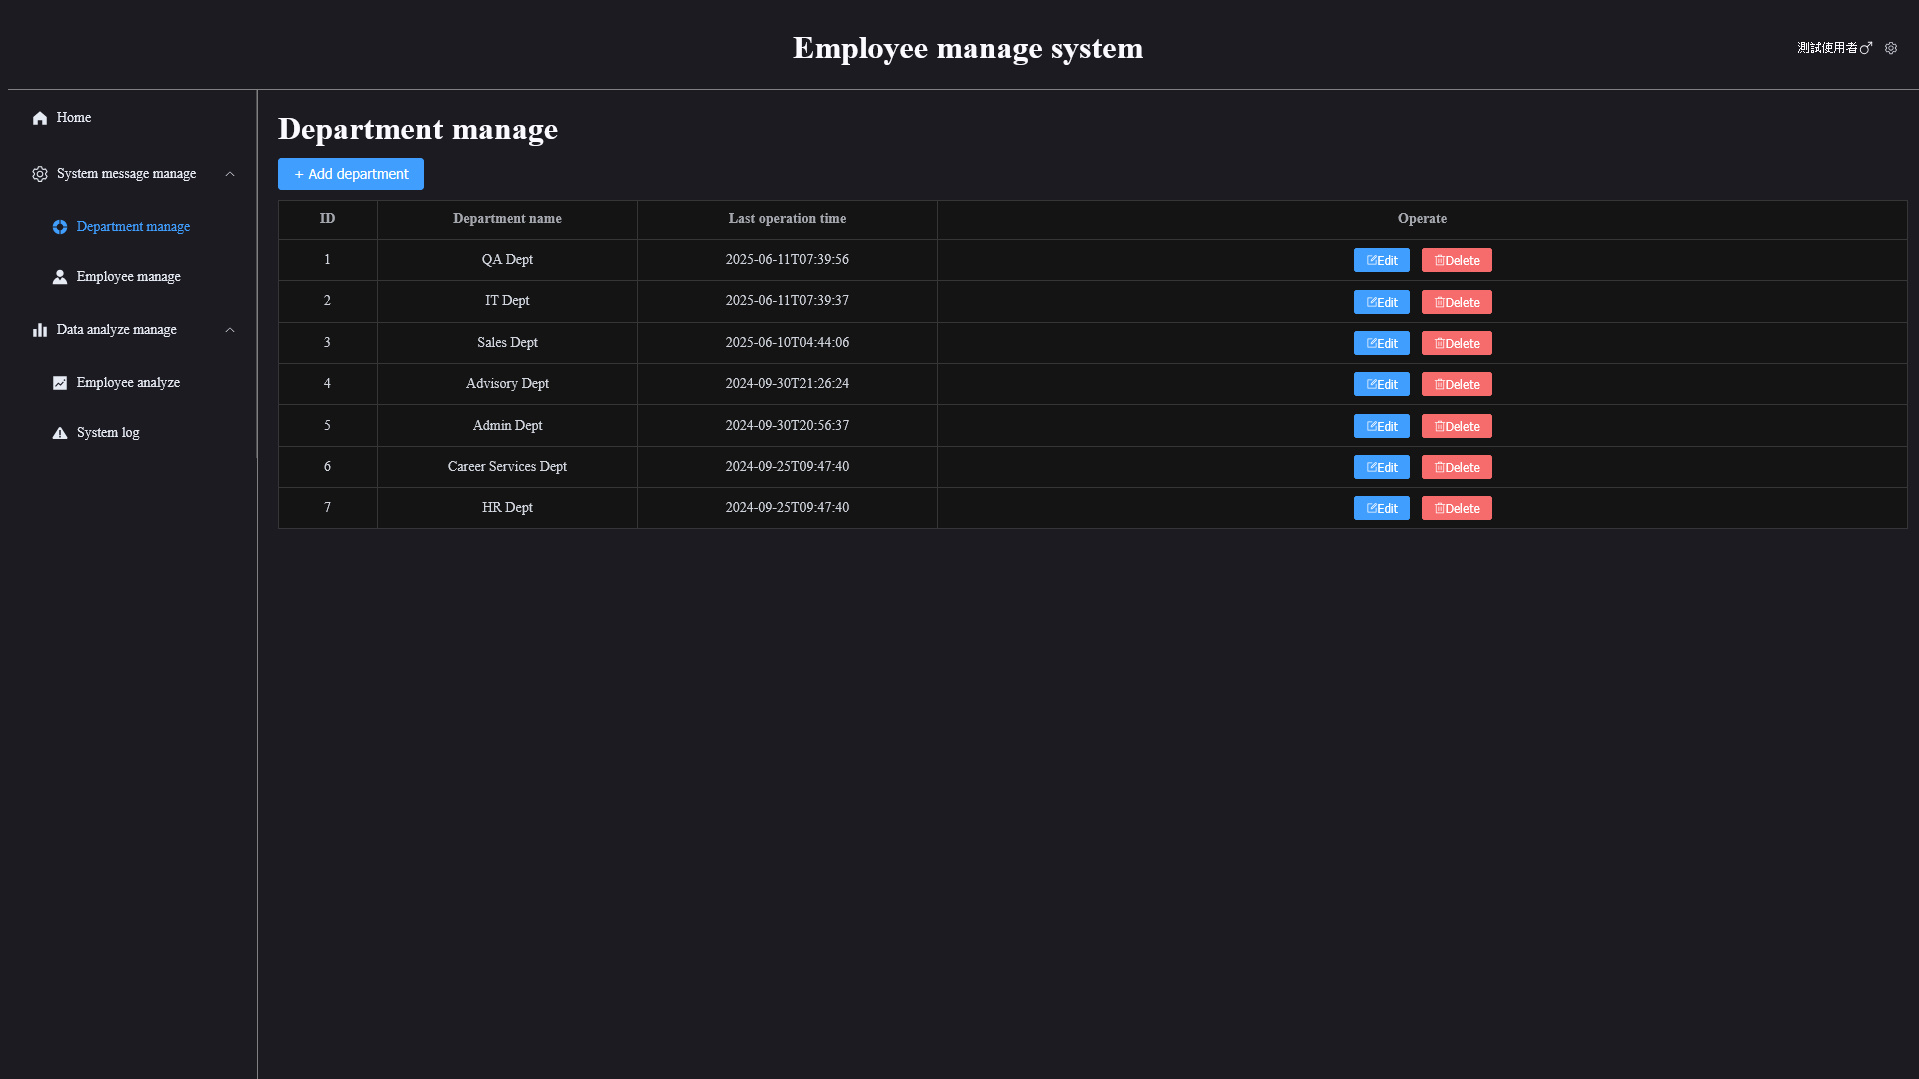 Employee manage system
測試使用者
Home
System message manage
Department manage
Employee manage
Data analyze manage
Employee analyze
System log
Department manage
+ Add department
ID Department name Last operation time Operate
1 QA Dept 2025-06-11T07:39:56 Edit Delete
2 IT Dept 2025-06-11T07:39:37 Edit Delete
3 Sales Dept 2025-06-10T04:44:06 Edit Delete
4 Advisory Dept 2024-09-30T21:26:24 Edit Delete
5 Admin Dept 2024-09-30T20:56:37 Edit Delete
6 Career Services Dept 2024-09-25T09:47:40 Edit Delete
7 HR Dept 2024-09-25T09:47:40 Edit Delete